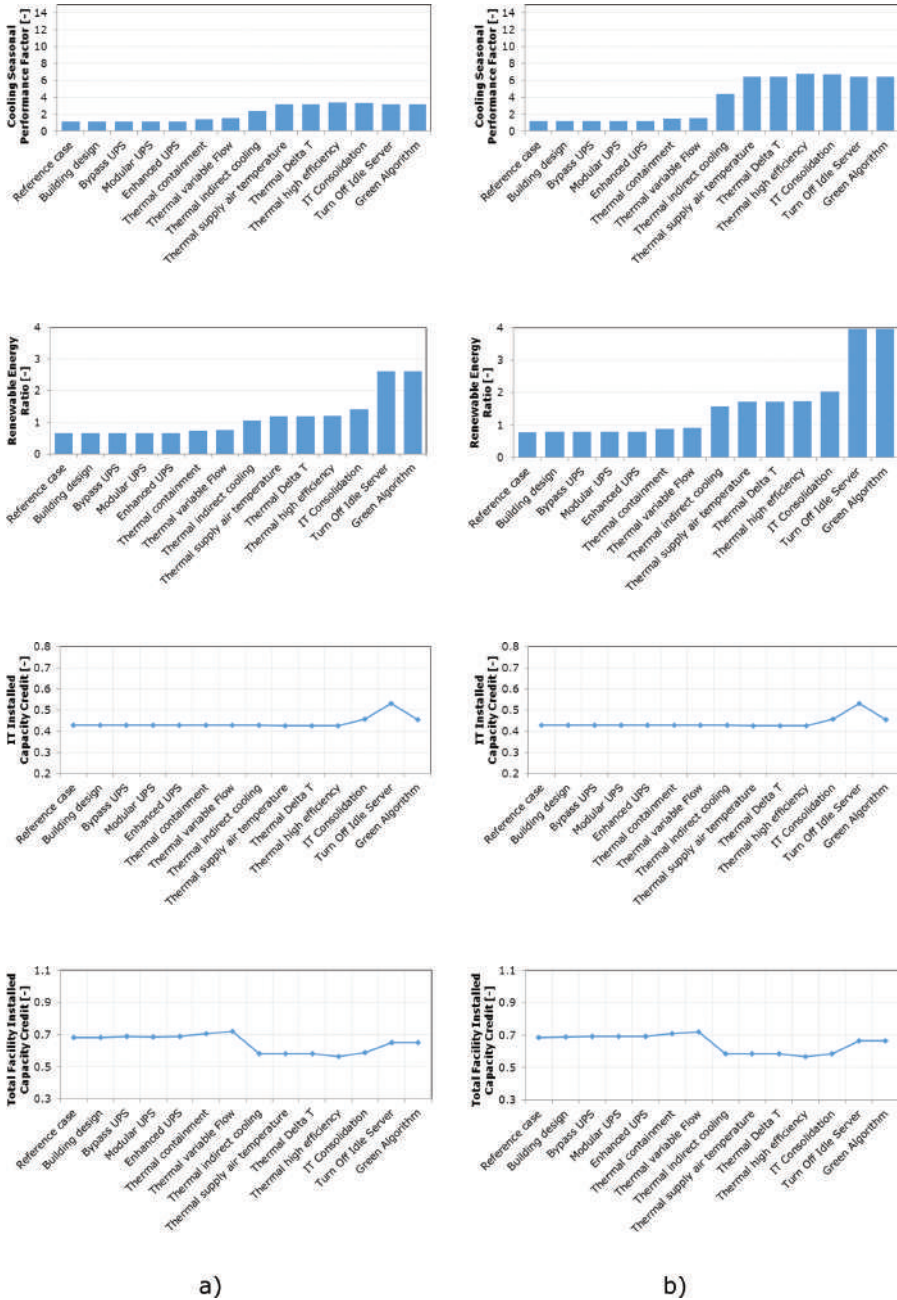 Cooling Seasonal
Performance Factor [-]
14
12
10
8
6
4
2
0
Reference case
Building design
Bypass UPS
Modular UPS
Enhanced UPS
Thermal containment
Thermal variable Flow
Thermal indirect cooling
Thermal supply air temperature
Thermal Delta T
Thermal high efficiency
IT Consolidation
Turn Off Idle Server
Green Algorithm
Cooling Seasonal
Performance Factor [-]
14
12
10
8
6
4
2
0
Reference case
Building design
Bypass UPS
Modular UPS
Enhanced UPS
Thermal containment
Thermal variable Flow
Thermal indirect cooling
Thermal supply air temperature
Thermal Delta T
Thermal high efficiency
IT Consolidation
Turn Off Idle Server
Green Algorithm
Renewable Energy
Ratio [-]
4
3
2
1
0
Reference case
Building design
Bypass UPS
Modular UPS
Enhanced UPS
Thermal containment
Thermal variable Flow
Thermal indirect cooling
Thermal supply air temperature
Thermal Delta T
Thermal high efficiency
IT Consolidation
Turn Off Idle Server
Green Algorithm
Renewable Energy
Ratio [-]
4
3
2
1
0
Reference case
Building design
Bypass UPS
Modular UPS
Enhanced UPS
Thermal containment
Thermal variable Flow
Thermal indirect cooling
Thermal supply air temperature
Thermal Delta T
Thermal high efficiency
IT Consolidation
Turn Off Idle Server
Green Algorithm
IT Installed
Capacity Credit [-]
0.8
0.7
0.6
0.5
0.4
0.3
0.2
Reference case
Building design
Bypass UPS
Modular UPS
Enhanced UPS
Thermal containment
Thermal variable Flow
Thermal indirect cooling
Thermal supply air temperature
Thermal Delta T
Thermal high efficiency
IT Consolidation
Turn Off Idle Server
Green Algorithm
IT Installed
Capacity Credit [-]
0.8
0.7
0.6
0.5
0.4
0.3
0.2
Reference case
Building design
Bypass UPS
Modular UPS
Enhanced UPS
Thermal containment
Thermal variable Flow
Thermal indirect cooling
Thermal supply air temperature
Thermal Delta T
Thermal high efficiency
IT Consolidation
Turn Off Idle Server
Green Algorithm
Total Facility Installed
Capacity Credit [-]
1.1
0.9
0.7
0.5
0.3
Reference case
Building design
Bypass UPS
Modular UPS
Enhanced UPS
Thermal containment
Thermal variable Flow
Thermal indirect cooling
Thermal supply air temperature
Thermal Delta T
Thermal high efficiency
IT Consolidation
Turn Off Idle Server
Green Algorithm
Total Facility Installed
Capacity Credit [-]
1.1
0.9
0.7
0.5
0.3
Reference case
Building design
Bypass UPS
Modular UPS
Enhanced UPS
Thermal containment
Thermal variable Flow
Thermal indirect cooling
Thermal supply air temperature
Thermal Delta T
Thermal high efficiency
IT Consolidation
Turn Off Idle Server
Green Algorithm
a)
b)